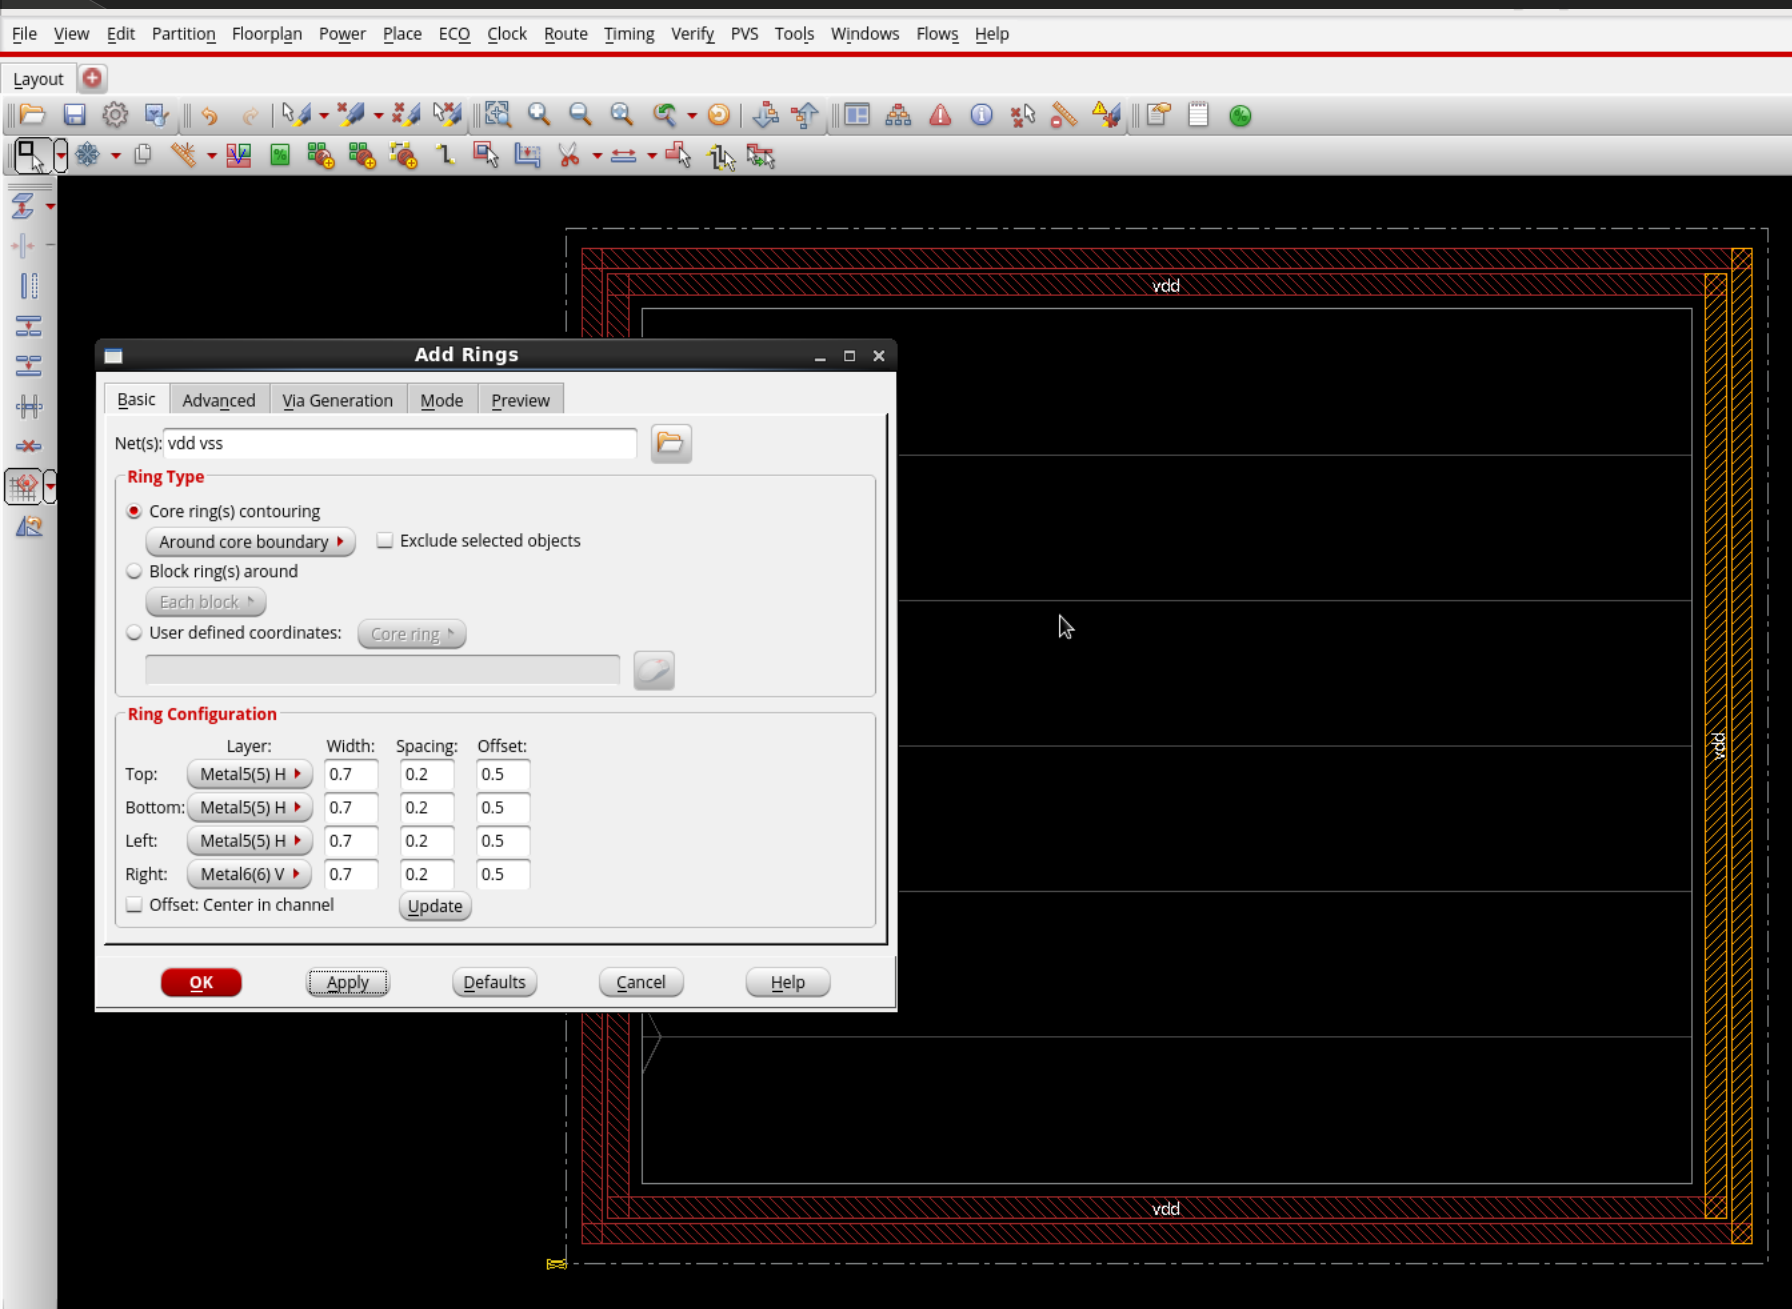 File View Edit Partition Floorplan Power Place ECO Clock Route Timing Verify PVS Tools Windows Flows Help
Layout
vdd
Add Rings
Basic Advanced Via Generation Mode Preview
Net(s): vdd vss
Ring Type
Core ring(s) contouring
Around core boundary Exclude selected objects
Block ring(s) around
Each block
User defined coordinates: Core ring
Ring Configuration
Layer: Width: Spacing: Offset:
Top: Metal5(5) H 0.7 0.2 0.5
Bottom: Metal5(5) H 0.7 0.2 0.5
Left: Metal5(5) H 0.7 0.2 0.5
Right: Metal6(6) V 0.7 0.2 0.5
Offset: Center in channel Update
OK Apply Defaults Cancel Help
vdd
vdd